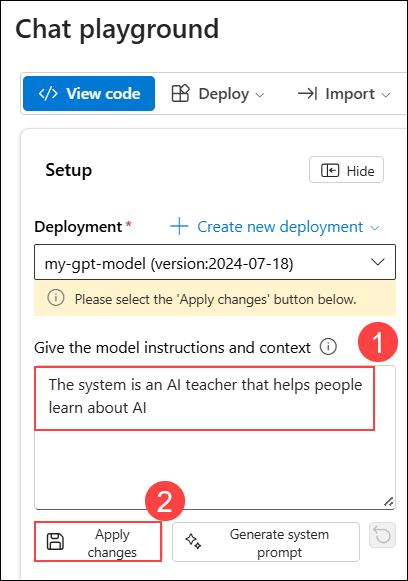 Chat playground
</> View code Deploy Import
Setup Hide
Deployment * + Create new deployment
my-gpt-model (version:2024-07-18)
Please select the 'Apply changes' button below.
1
Give the model instructions and context
The system is an AI teacher that helps people
learn about AI
2
Apply
changes
Generate system
prompt